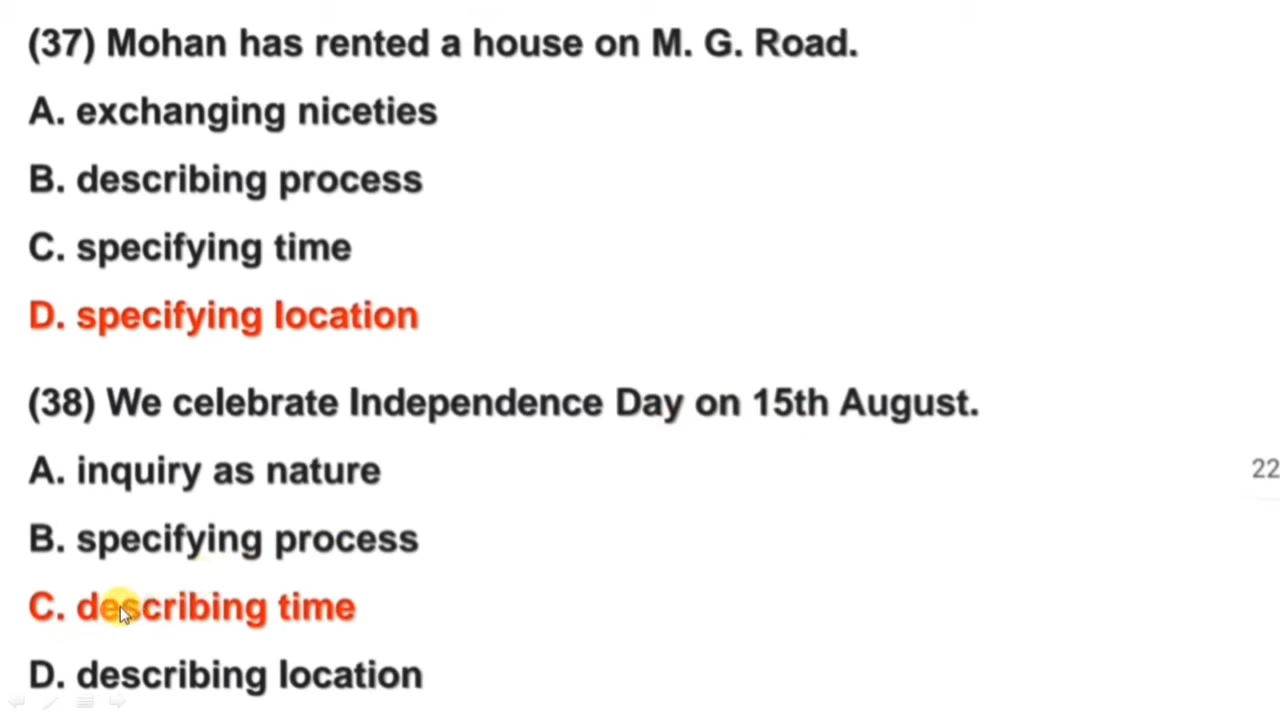 (37) Mohan has rented a house on M. G. Road.
A. exchanging niceties
B. describing process
C. specifying time
D. specifying location
(38) We celebrate Independence Day on 15th August.
A. inquiry as nature
22
B. specifying process
C. describing time
D. describing location